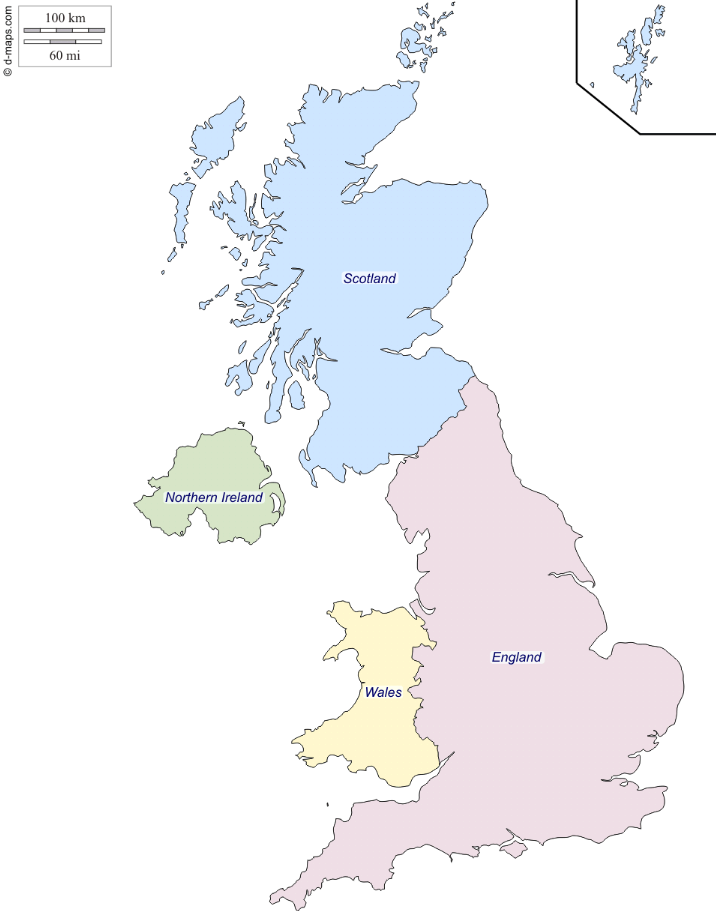 © d-maps.com
100 km
60 mi
Scotland
Northern Ireland
England
Wales